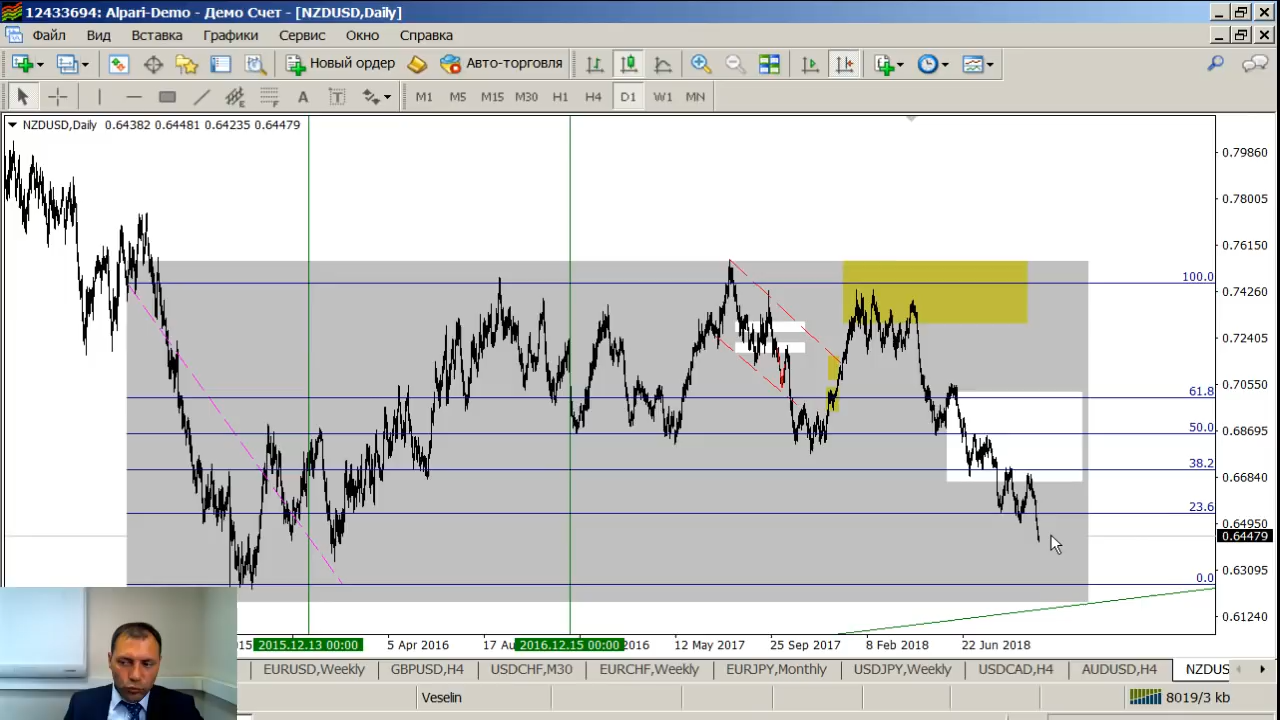 12433694: Alpari-Demo - Демо Счет - [NZDUSD,Daily]
Файл Вид Вставка Графики Сервис Окно Справка
Новый ордер Авто-торговля
A T M1 M5 M15 M30 H1 H4 D1 W1 MN
NZDUSD,Daily 0.64382 0.64481 0.64235 0.64479
0.79860
0.78005
0.76150
100.0
0.74260
0.72405
61.8
0.70550
50.0
0.68695
38.2
0.66840
23.6
0.64950
0.64479
0.0
0.63095
0.61240
2015.12.13 00:00 5 Apr 2016 2016.12.15 00:00 12 May 2017 25 Sep 2017 8 Feb 2018 22 Jun 2018
EURUSD,Weekly GBPUSD,H4 USDCHF,M30 EURCHF,Weekly EURJPY,Monthly USDJPY,Weekly USDCAD,H4 AUDUSD,H4 NZDUS
Veselin 8019/3 kb